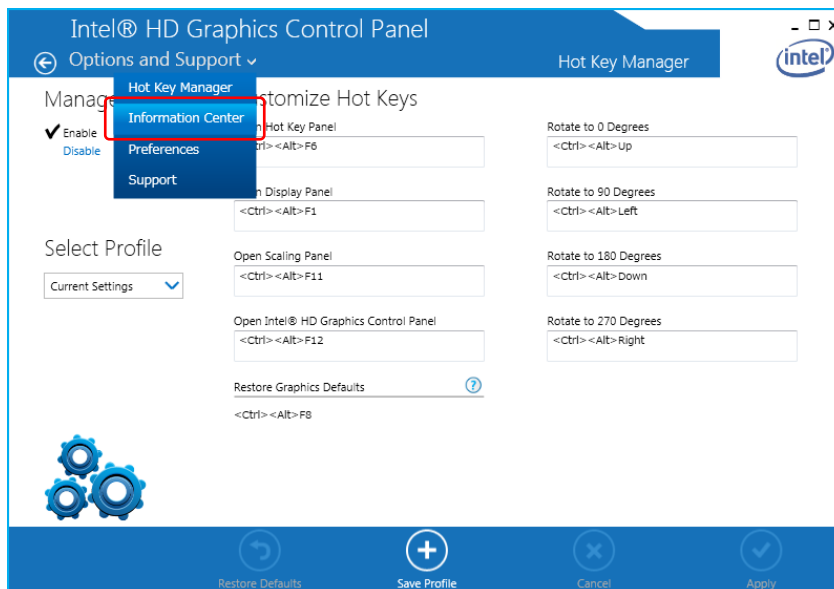 Intel® HD Graphics Control Panel
Options and Support
Hot Key Manager
intel
Hot Key Manager
Information Center
Preferences
Support
Manage
stomize Hot Keys
Enable
Disable
n Hot Key Panel
trl><Alt>F6
n Display Panel
<Ctrl><Alt>F1
Open Scaling Panel
<Ctrl><Alt>F11
Open Intel® HD Graphics Control Panel
<Ctrl><Alt>F12
Restore Graphics Defaults
?
<Ctrl><Alt>F8
Rotate to 0 Degrees
<Ctrl><Alt>Up
Rotate to 90 Degrees
<Ctrl><Alt>Left
Rotate to 180 Degrees
<Ctrl><Alt>Down
Rotate to 270 Degrees
<Ctrl><Alt>Right
Select Profile
Current Settings
Restore Defaults
Save Profile
Cancel
Apply